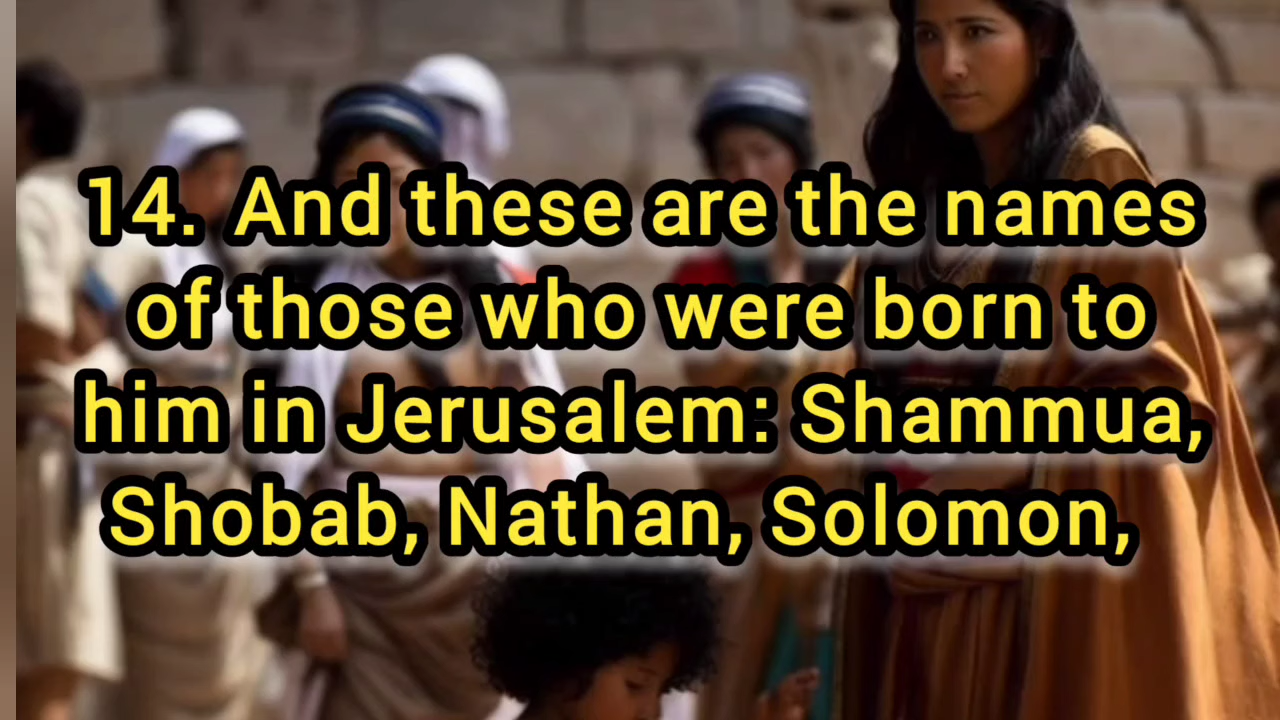 14. And these are the names
of those who were born to
him in Jerusalem: Shammua,
Shobab, Nathan, Solomon,